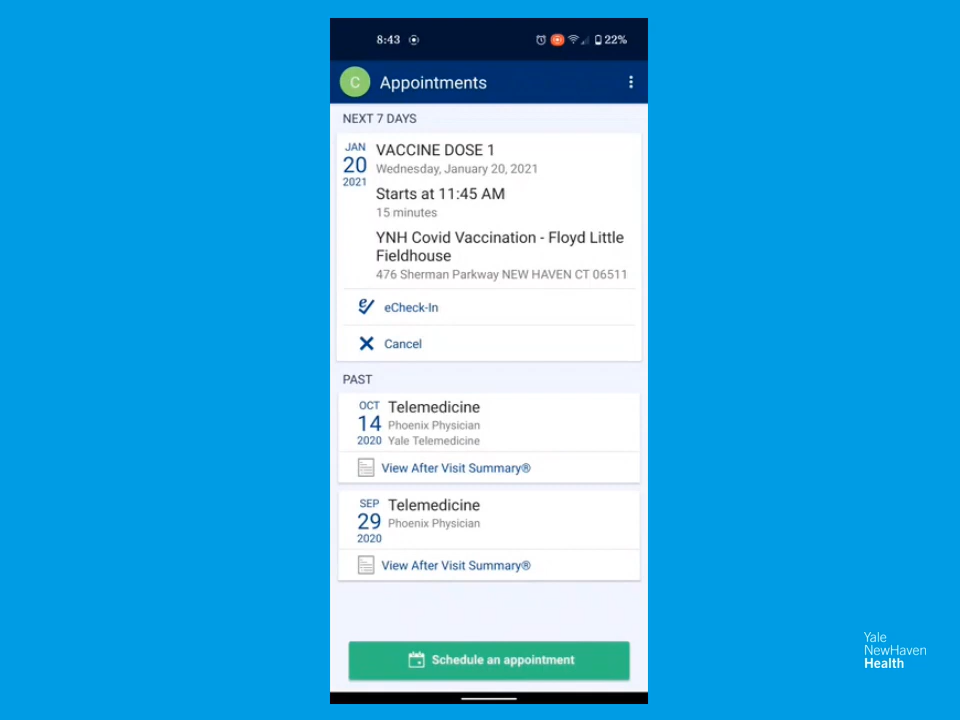 8:43
22%
C
Appointments
NEXT 7 DAYS
JAN
20
2021
VACCINE DOSE 1
Wednesday, January 20, 2021
Starts at 11:45 AM
15 minutes
YNH Covid Vaccination - Floyd Little
Fieldhouse
476 Sherman Parkway NEW HAVEN CT 06511
eCheck-In
Cancel
PAST
OCT
14
2020
Telemedicine
Phoenix Physician
Yale Telemedicine
View After Visit Summary®
SEP
29
2020
Telemedicine
Phoenix Physician
View After Visit Summary®
Schedule an appointment
Yale
NewHaven
Health